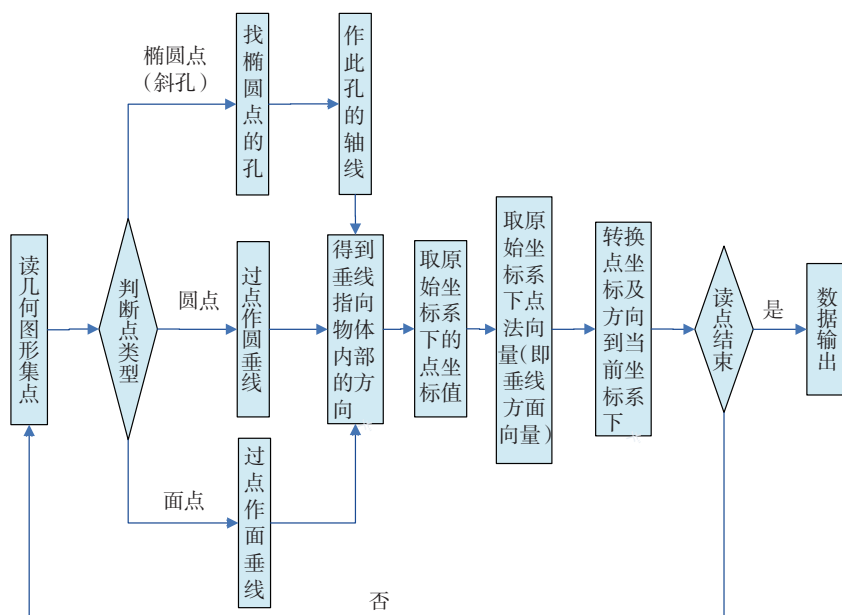 椭圆点
（斜孔）
找椭圆点的孔
作此孔的轴线
读几何图形集点
判断点类型
圆点
过点作圆垂线
面点
过点作面垂线
得到
垂线
指向
物体
内部
的方
向
取原
始坐
标系
下的
点坐
标值
取原
始坐
标系
下点
法向
量(即
垂线
方面
向量)
转换
点坐
标及
方向
到当
前坐
标系
下
读点结束
是
数据输出
否